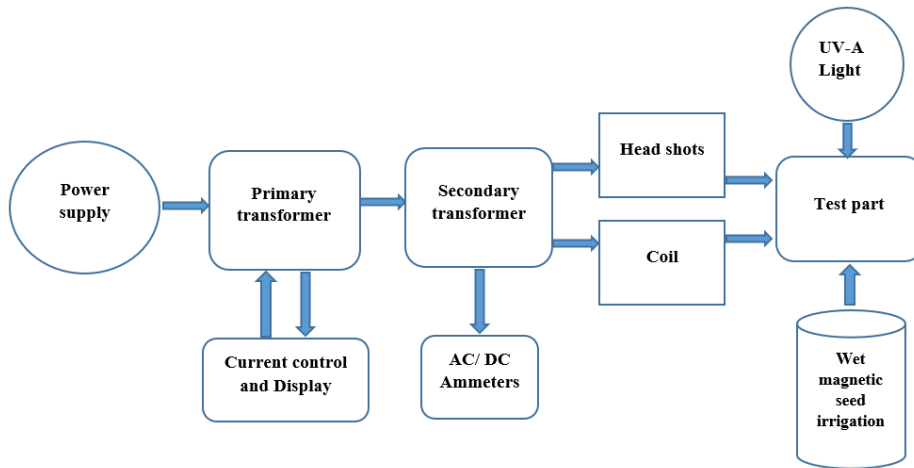 UV-A
Light
Head shots
Power
supply
Primary
transformer
Secondary
transformer
Test part
Coil
Current control
and Display
AC/ DC
Ammeters
Wet
magnetic
seed
irrigation